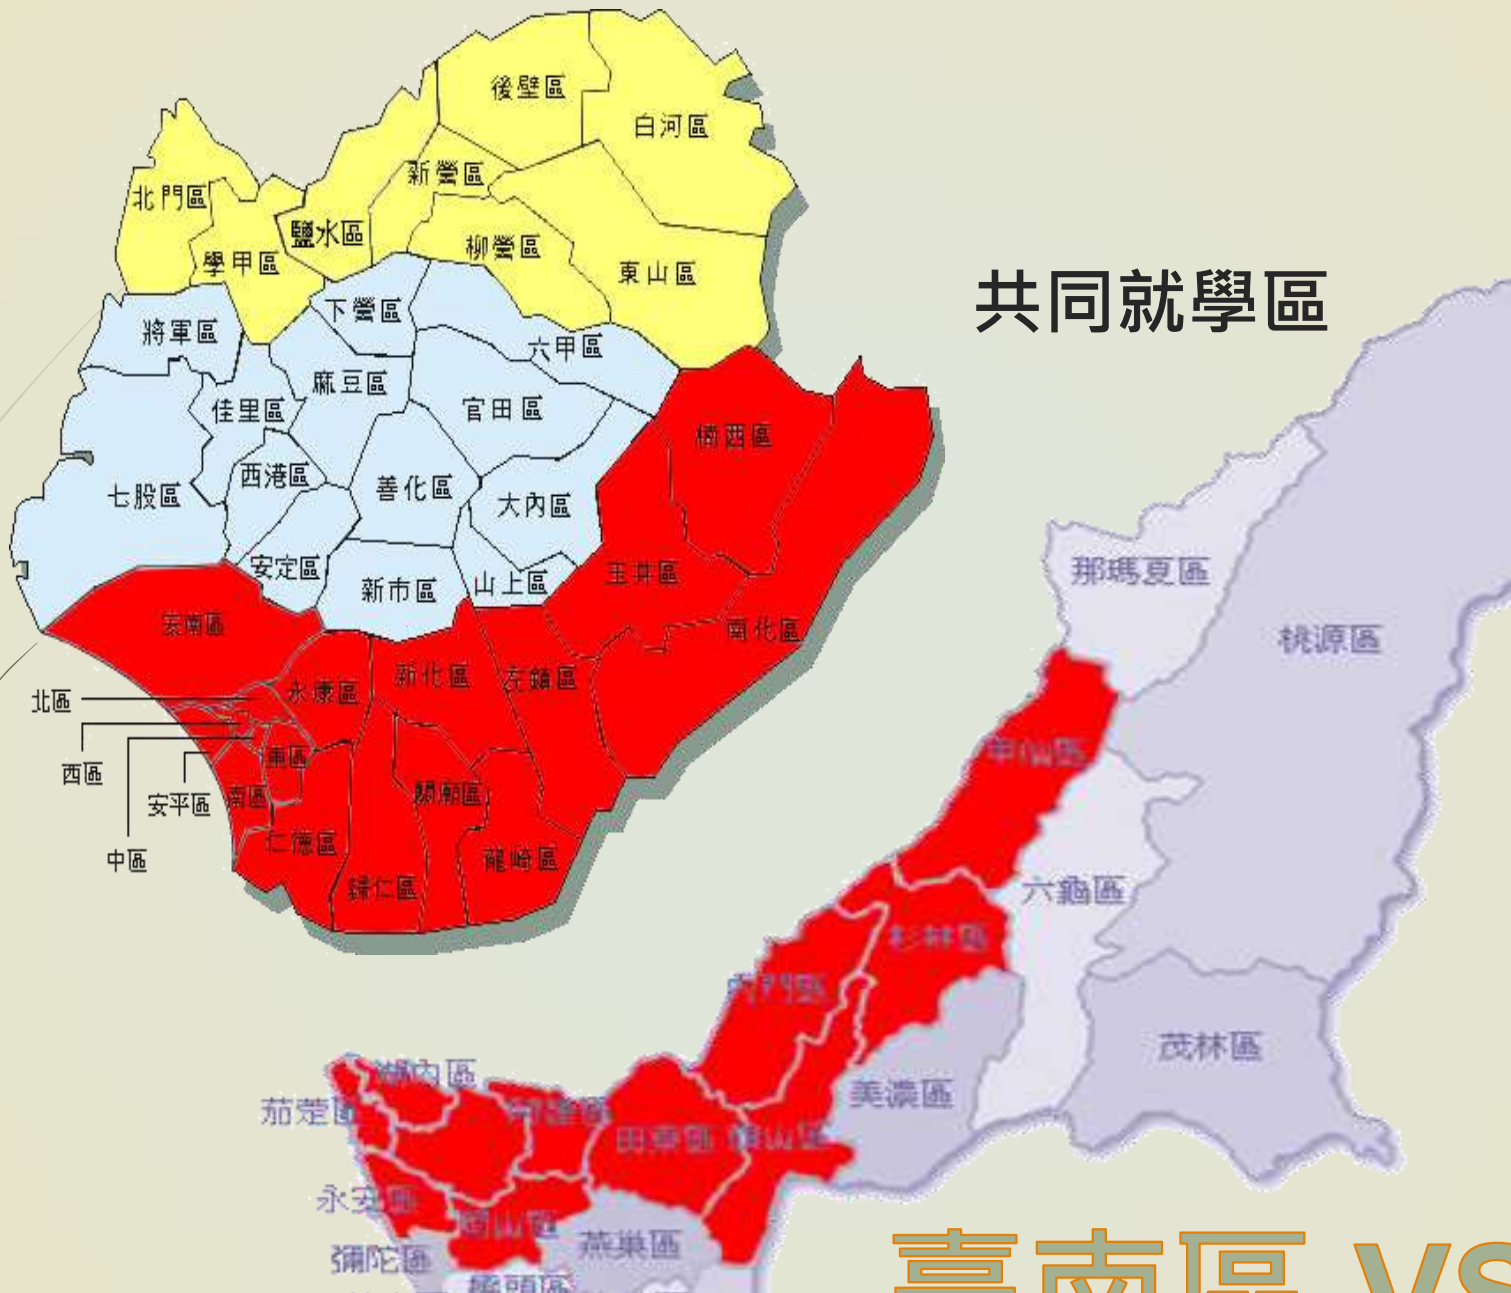 後壁區
白河區
新營區
北門區
鹽水區
柳營區
學甲區
東山區
共同就學區
下營區
將軍區
六甲區
麻豆區
佳里區
官田區
楠西區
西港區
善化區
七股區
大內區
安定區
玉井區
新市區
山上區
那瑪夏區
安南區
南化區
桃源區
新化區
左鎮區
永康區
北區
東區
西區
甲仙區
安平區
南區
關廟區
仁德區
中區
龍崎區
歸仁區
六龜區
杉林區
內門區
茂林區
湖內區
美濃區
茄萣區
田寮區
旗山區
永安區
燕巢區
彌陀區
橋頭區
臺南區 VS